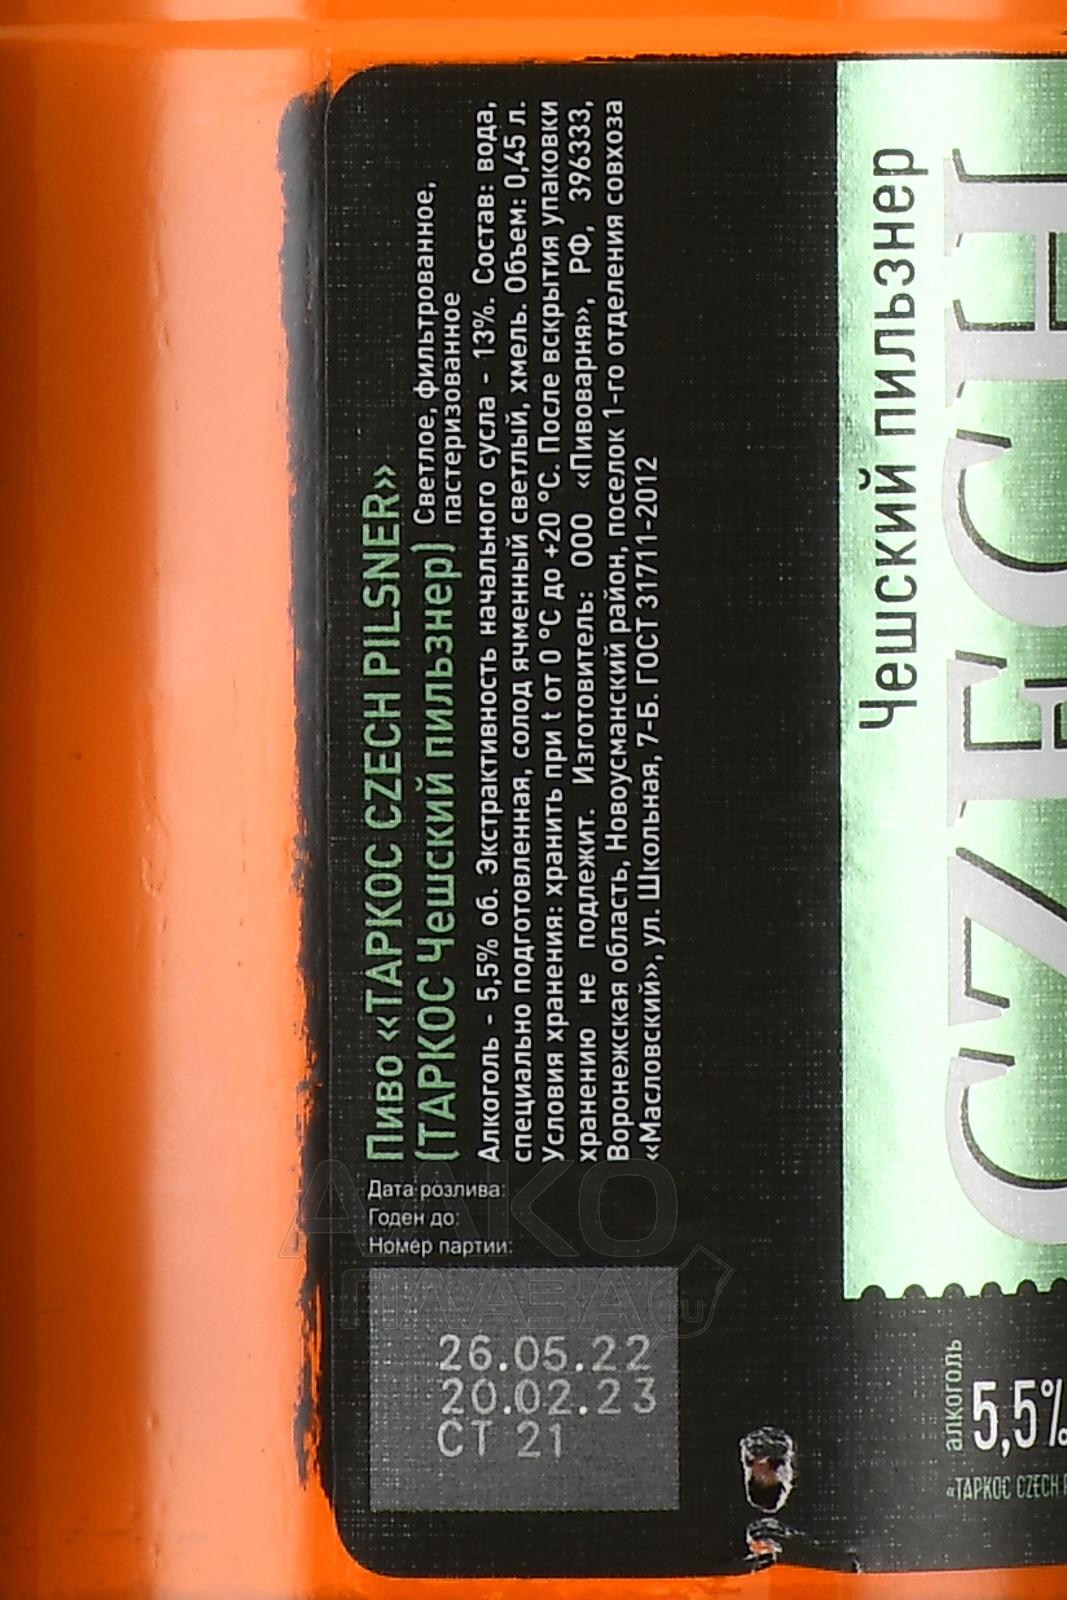 Пиво «ТАРКОС CZECH PILSNER»
(ТАРКОС Чешский пильзнер)
Светлое, фильтрованное,
пастеризованное
Алкоголь - 5,5% об. Экстрактивность начального сусла - 13%. Состав: вода,
специально подготовленная, солод ячменный светлый, хмель. Объем: 0,45 л.
Условия хранения: хранить при t от 0 °C до +20 °C. После вскрытия упаковки
хранению не подлежит. Изготовитель: ООО «Пивоварня», РФ, 396333,
Воронежская область, Новоусманский район, поселок 1-го отделения совхоза
«Масловский», ул. Школьная, 7-Б. ГОСТ 31711-2012
Дата розлива:
Годен до:
Номер партии:
26.05.22
20.02.23
СТ 21
Чешский пильзнер
CZECH
алкоголь
5,5%
«ТАРКОС CZECH
АЛКО
ПЛАЗА
.ru